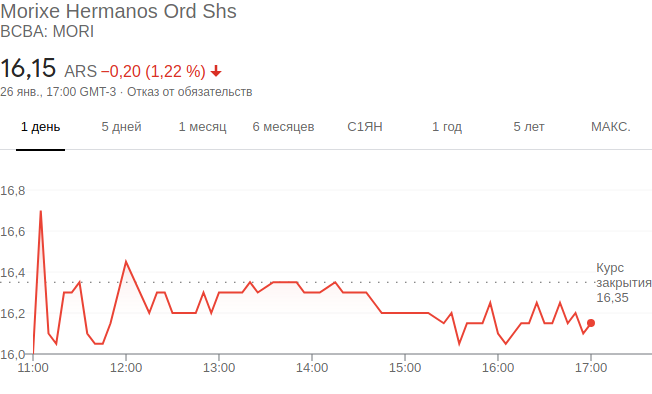 Morixe Hermanos Ord Shs
BCBA: MORI
16,15 ARS −0,20 (1,22 %)
26 янв., 17:00 GMT-3 · Отказ от обязательств
1 день 5 дней 1 месяц 6 месяцев С1ЯН 1 год 5 лет МАКС.
16,8
16,6
16,4
Курс
закрытия
16,35
16,2
16,0
11:00 12:00 13:00 14:00 15:00 16:00 17:00